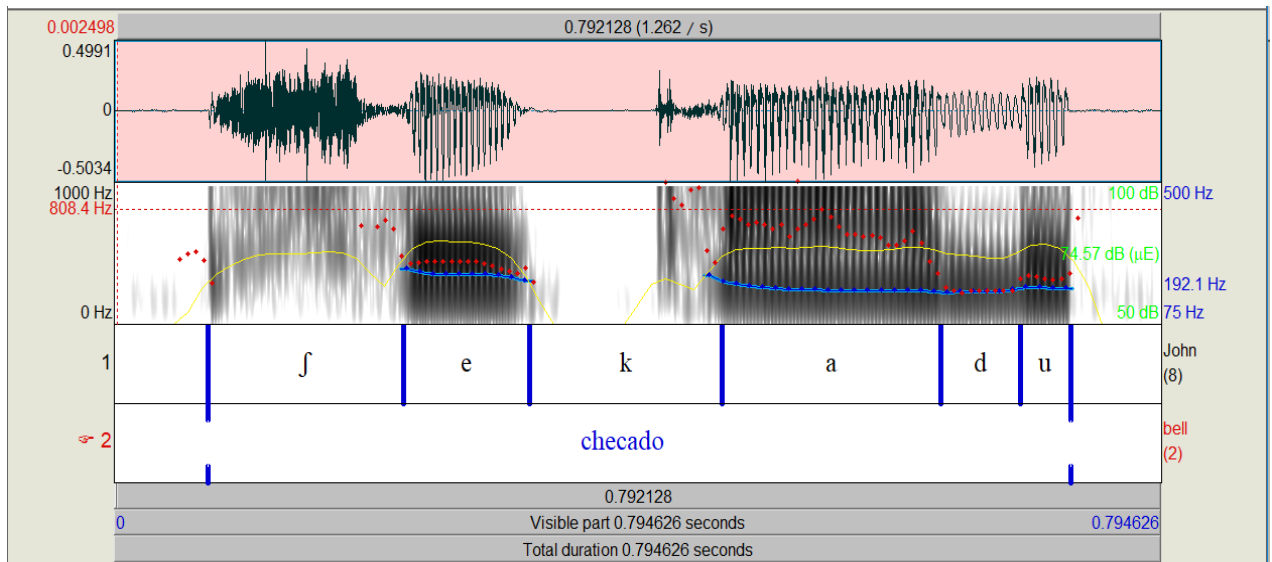 0.002498 0.792128 (1.262 / s)
0.4991
0
-0.5034
1000 Hz 100 dB 500 Hz
808.4 Hz
74.57 dB (µE)
192.1 Hz
0 Hz 50 dB 75 Hz
1 ʃ e k a d u John
(8)
☞ 2 checado bell
(2)
0.792128
0 Visible part 0.794626 seconds 0.794626
Total duration 0.794626 seconds